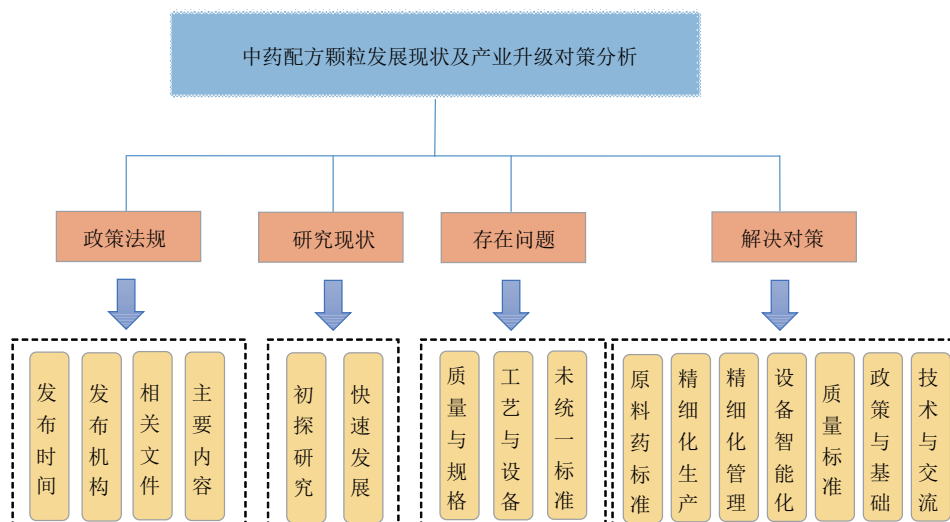 中药配方颗粒发展现状及产业升级对策分析
政策法规
研究现状
存在问题
解决对策
发布时间
发布机构
相关文件
主要内容
初探研究
快速发展
质量与规格
工艺与设备
未统一标准
原料药标准
精细化生产
精细化管理
设备智能化
质量标准
政策与基础
技术与交流